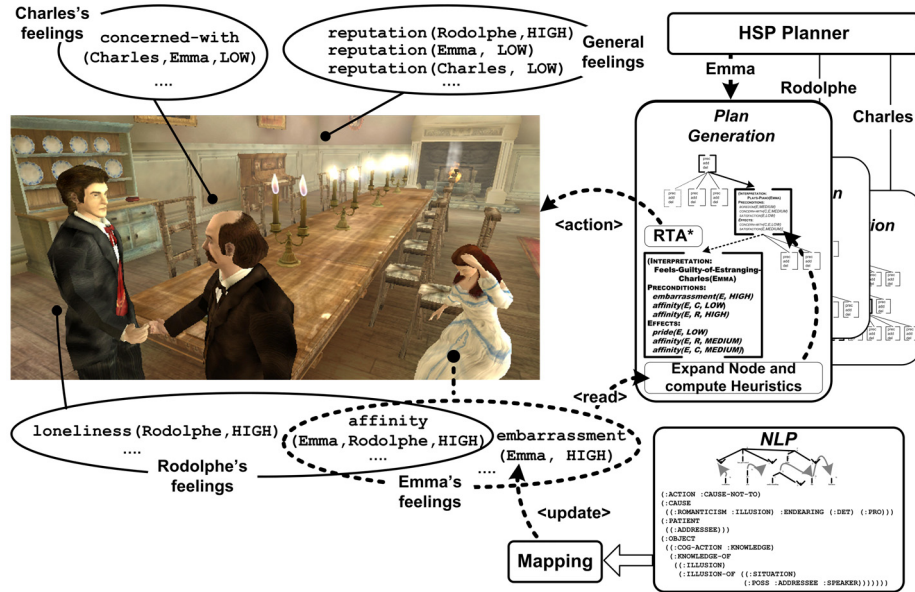 Charles's
feelings
concerned-with
(Charles,Emma,LOW)
....
reputation(Rodolphe,HIGH)
reputation(Emma, LOW)
reputation(Charles, LOW)
....
General
feelings
HSP Planner
Emma
Rodolphe
Charles
Plan
Generation
<action>
RTA*
(INTERPRETATION:
Feels-Guilty-of-Estranging-
Charles(EMMA)
PRECONDITIONS:
embarrassment(E, HIGH)
affinity(E, C, LOW)
affinity(E, R, HIGH)
EFFECTS:
pride(E, LOW)
affinity(E, R, MEDIUM)
affinity(E, C, MEDIUM))
Expand Node and
compute Heuristics
<read>
loneliness(Rodolphe,HIGH)
....
Rodolphe's
feelings
affinity
(Emma,Rodolphe,HIGH)
....
embarrassment
(Emma, HIGH)
....
Emma's
feelings
<update>
Mapping
NLP
(:ACTION :CAUSE-NOT-TO)
(:CAUSE
((:ROMANTICISM :ILLUSION) :ENDEARING (:DET) (:PRO)))
(:PATIENT
((:ADDRESSEE)))
(:OBJECT
((:COG-ACTION :KNOWLEDGE)
(:KNOWLEDGE-OF
((:ILLUSION)
(:ILLUSION-OF ((:SITUATION)
(:POSS :ADDRESSEE :SPEAKER)))))))